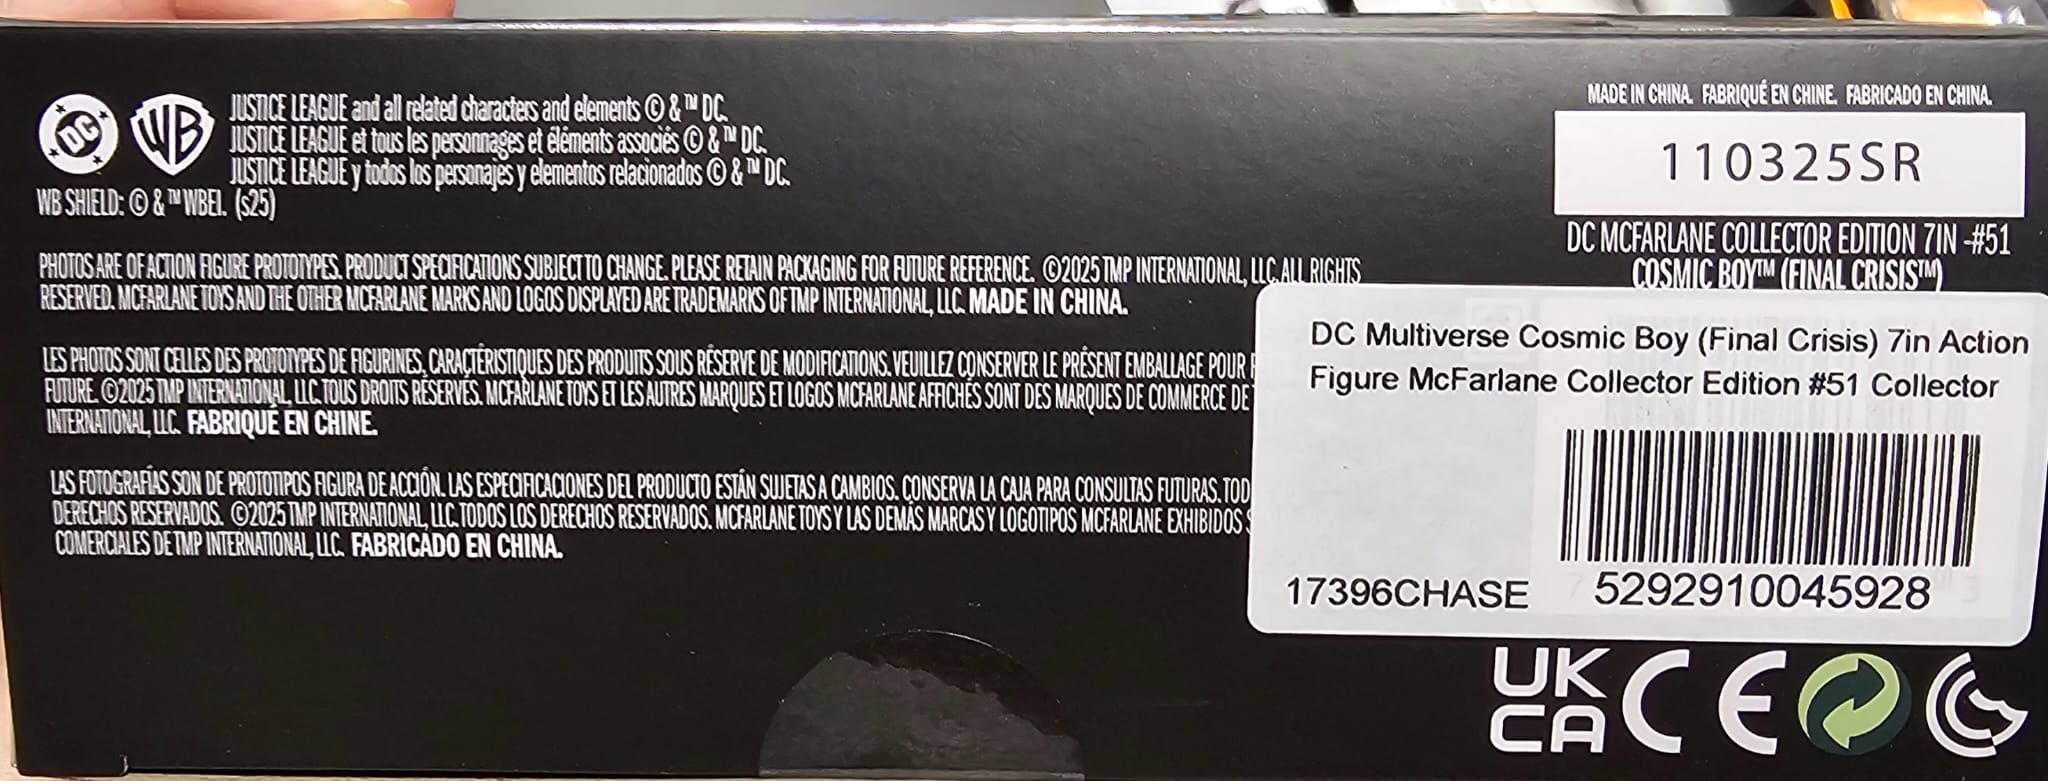 DC
WB
JUSTICE LEAGUE and all related characters and elements © & ™ DC.
JUSTICE LEAGUE et tous les personnages et éléments associés © & ™ DC.
JUSTICE LEAGUE y todos los personajes y elementos relacionados © & ™ DC.
WB SHIELD: © & ™ WBEI. (s25)
PHOTOS ARE OF ACTION FIGURE PROTOTYPES. PRODUCT SPECIFICATIONS SUBJECT TO CHANGE. PLEASE RETAIN PACKAGING FOR FUTURE REFERENCE. ©2025 TMP INTERNATIONAL, LLC. ALL RIGHTS
RESERVED. MCFARLANE TOYS AND THE OTHER MCFARLANE MARKS AND LOGOS DISPLAYED ARE TRADEMARKS OF TMP INTERNATIONAL, LLC. MADE IN CHINA.
LES PHOTOS SONT CELLES DES PROTOTYPES DE FIGURINES, CARACTÉRISTIQUES DES PRODUITS SOUS RÉSERVE DE MODIFICATIONS. VEUILLEZ CONSERVER LE PRÉSENT EMBALLAGE POUR
FUTURE. ©2025 TMP INTERNATIONAL, LLC. TOUS DROITS RÉSERVÉS. MCFARLANE TOYS ET LES AUTRES MARQUES ET LOGOS MCFARLANE AFFICHÉS SONT DES MARQUES DE COMMERCE DE
INTERNATIONAL, LLC. FABRIQUÉ EN CHINE.
LAS FOTOGRAFÍAS SON DE PROTOTIPOS FIGURA DE ACCIÓN. LAS ESPECIFICACIONES DEL PRODUCTO ESTÁN SUJETAS A CAMBIOS. CONSERVA LA CAJA PARA CONSULTAS FUTURAS. TOD
DERECHOS RESERVADOS. ©2025 TMP INTERNATIONAL, LLC. TODOS LOS DERECHOS RESERVADOS. MCFARLANE TOYS Y LAS DEMÁS MARCAS Y LOGOTIPOS MCFARLANE EXHIBIDOS
COMERCIALES DE TMP INTERNATIONAL, LLC. FABRICADO EN CHINA.
MADE IN CHINA. FABRIQUÉ EN CHINE. FABRICADO EN CHINA.
110325SR
DC MCFARLANE COLLECTOR EDITION 7IN -#51
COSMIC BOY™ (FINAL CRISIS™)
DC Multiverse Cosmic Boy (Final Crisis) 7in Action
Figure McFarlane Collector Edition #51 Collector
17396CHASE 5292910045928
UK
CA
CE